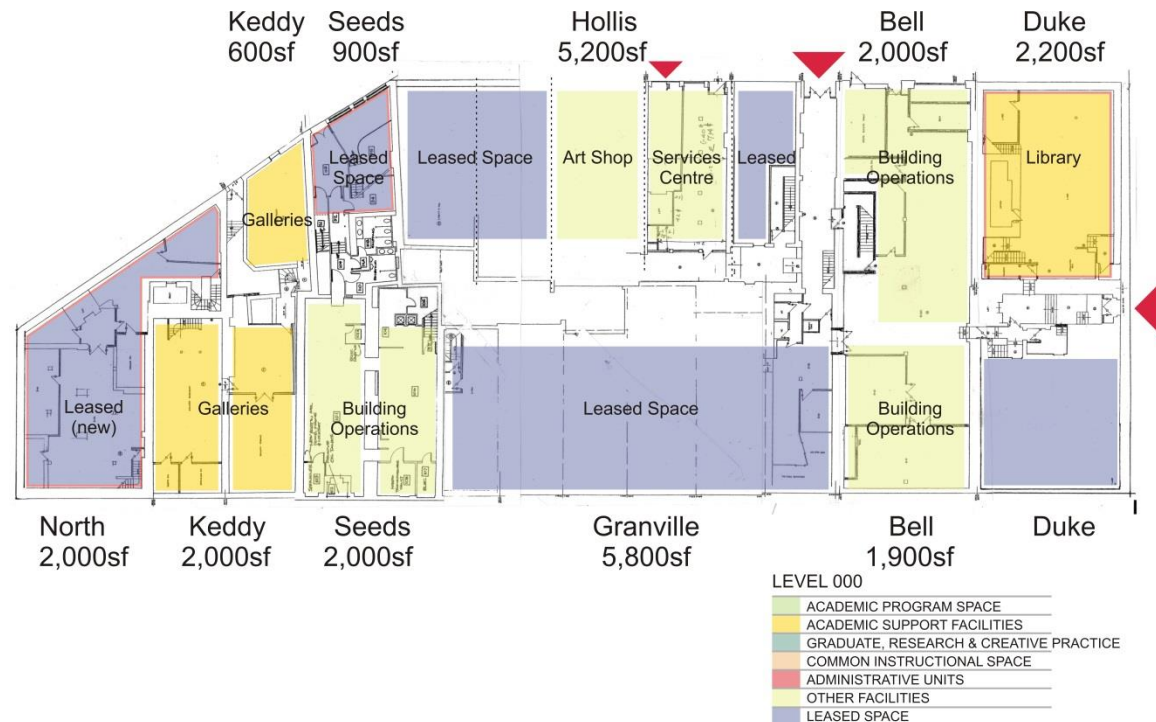 Keddy
600sf
Seeds
900sf
Hollis
5,200sf
Bell
2,000sf
Duke
2,200sf
Leased
Space
Leased Space
Art Shop
Services
Centre
Leased
Building
Operations
Library
Galleries
Leased
(new)
Galleries
Building
Operations
Leased Space
Building
Operations
North
2,000sf
Keddy
2,000sf
Seeds
2,000sf
Granville
5,800sf
Bell
1,900sf
Duke
LEVEL 000
ACADEMIC PROGRAM SPACE
ACADEMIC SUPPORT FACILITIES
GRADUATE, RESEARCH & CREATIVE PRACTICE
COMMON INSTRUCTIONAL SPACE
ADMINISTRATIVE UNITS
OTHER FACILITIES
LEASED SPACE